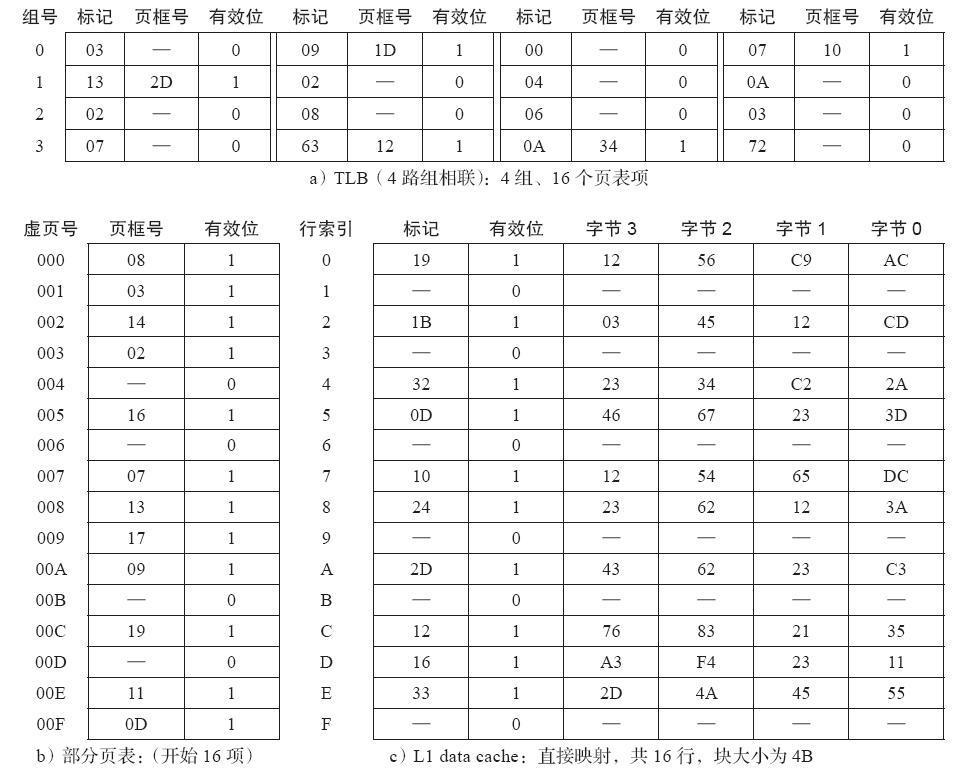 组号 标记 页框号 有效位 标记 页框号 有效位 标记 页框号 有效位 标记 页框号 有效位
0 03 — 0 09 1D 1 00 — 0 07 10 1
1 13 2D 1 02 — 0 04 — 0 0A — 0
2 02 — 0 08 — 0 06 — 0 03 — 0
3 07 — 0 63 12 1 0A 34 1 72 — 0
a）TLB（4 路组相联）：4 组、16 个页表项
虚页号 页框号 有效位 行索引 标记 有效位 字节 3 字节 2 字节 1 字节 0
000 08 1 0 19 1 12 56 C9 AC
001 03 1 1 — 0 — — — —
002 14 1 2 1B 1 03 45 12 CD
003 02 1 3 — 0 — — — —
004 — 0 4 32 1 23 34 C2 2A
005 16 1 5 0D 1 46 67 23 3D
006 — 0 6 — 0 — — — —
007 07 1 7 10 1 12 54 65 DC
008 13 1 8 24 1 23 62 12 3A
009 17 1 9 — 0 — — — —
00A 09 1 A 2D 1 43 62 23 C3
00B — 0 B — 0 — — — —
00C 19 1 C 12 1 76 83 21 35
00D — 0 D 16 1 A3 F4 23 11
00E 11 1 E 33 1 2D 4A 45 55
00F 0D 1 F — 0 — — — —
b）部分页表：（开始 16 项） c）L1 data cache：直接映射，共 16 行，块大小为 4B